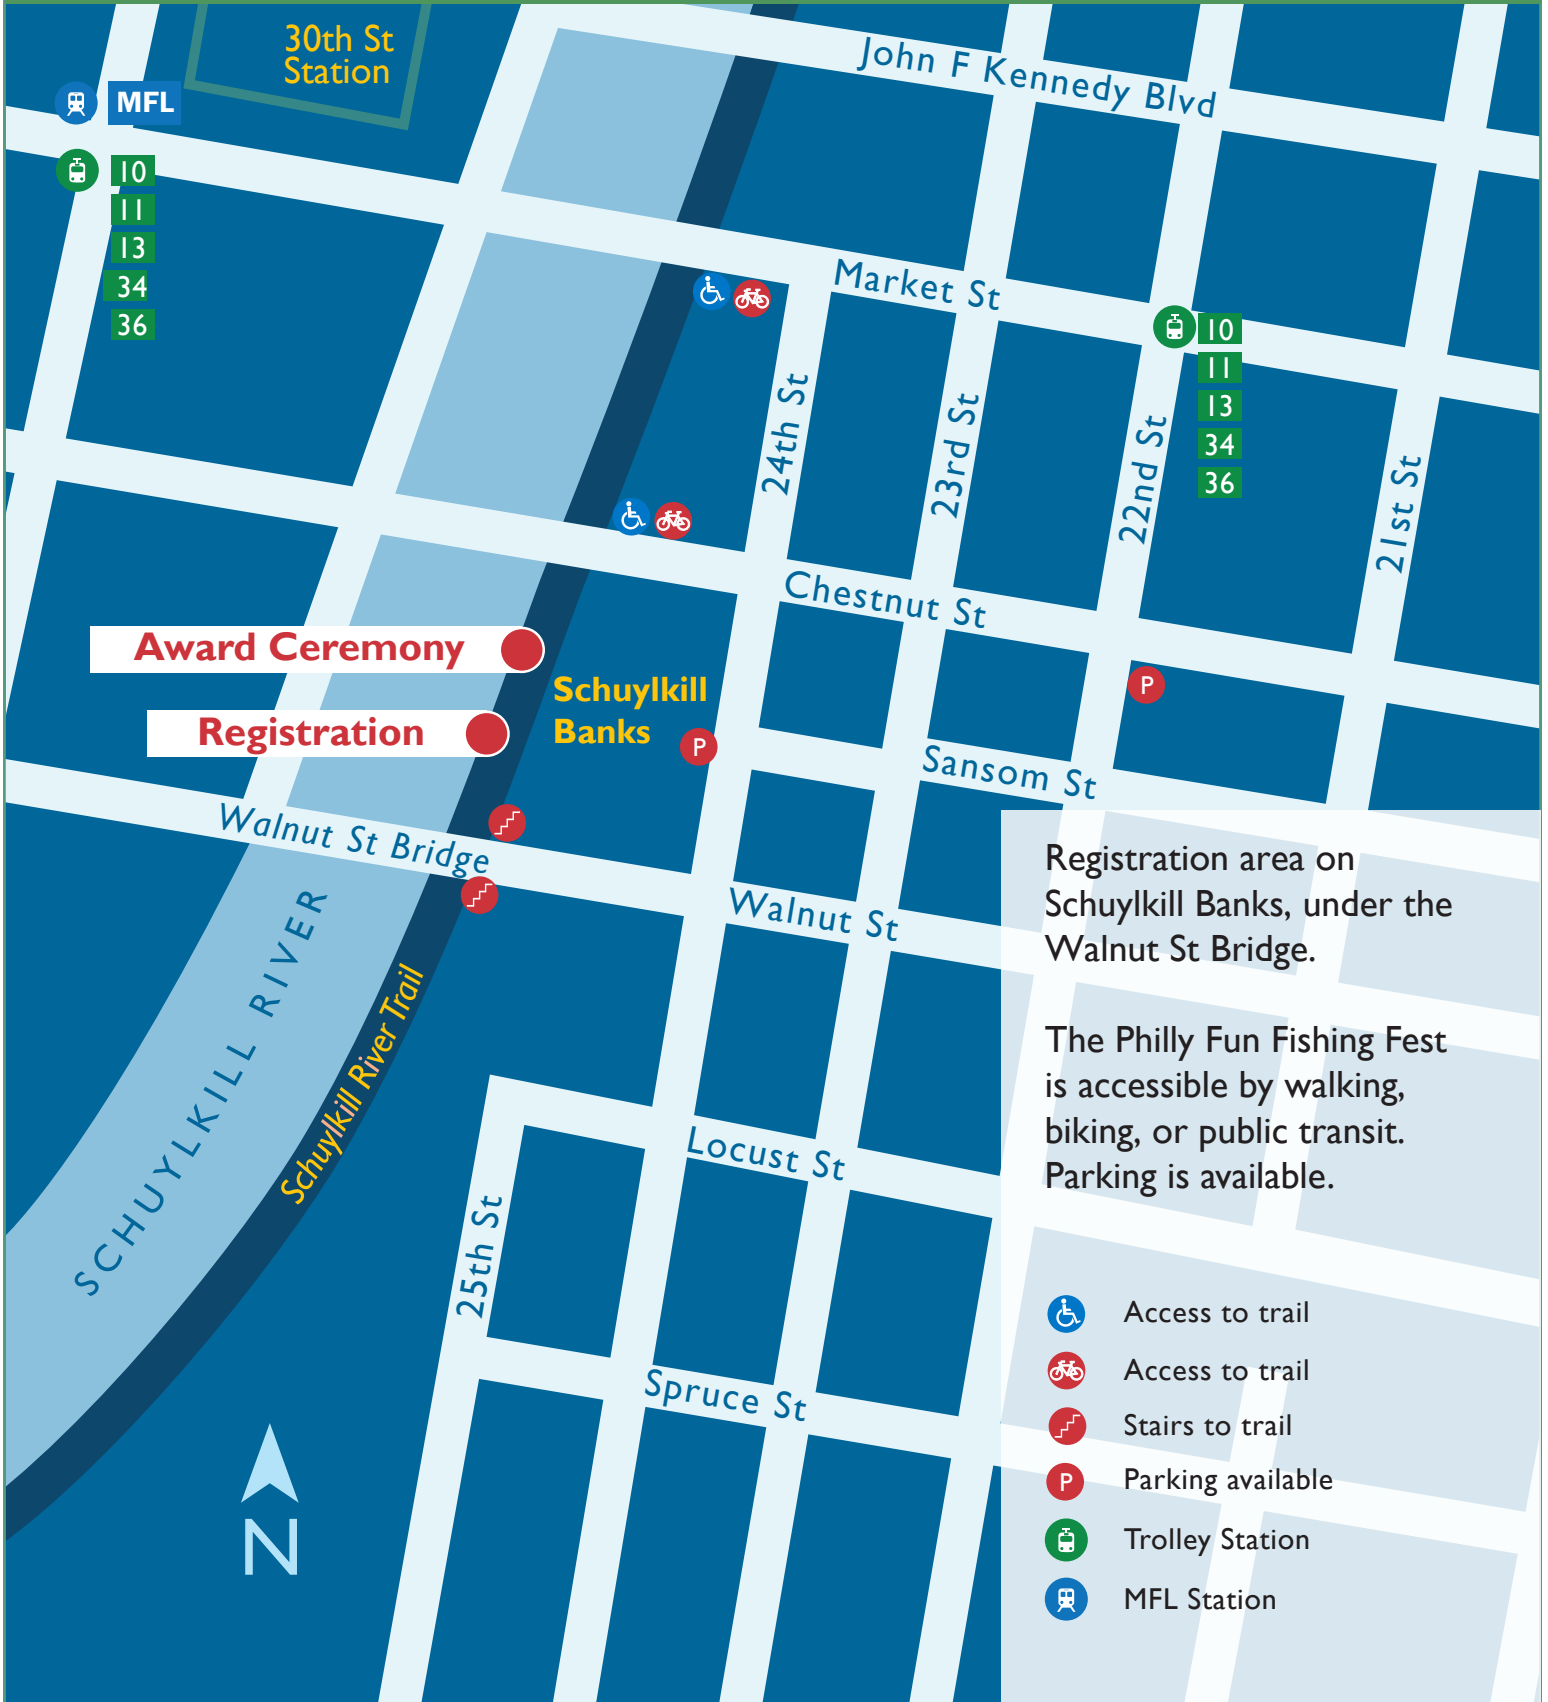 30th St
Station
John F Kennedy Blvd
MFL
10
11
13
34
36
Market St
10
11
13
34
36
24th St
23rd St
22nd St
21st St
Chestnut St
Award Ceremony
Schuylkill
Banks
P
Registration
P
Sansom St
Walnut St Bridge
Walnut St
SCHUYLKILL RIVER
Schuylkill River Trail
Locust St
25th St
Spruce St
N
Registration area on
Schuylkill Banks, under the
Walnut St Bridge.
The Philly Fun Fishing Fest
is accessible by walking,
biking, or public transit.
Parking is available.
Access to trail
Access to trail
Stairs to trail
P Parking available
Trolley Station
MFL Station